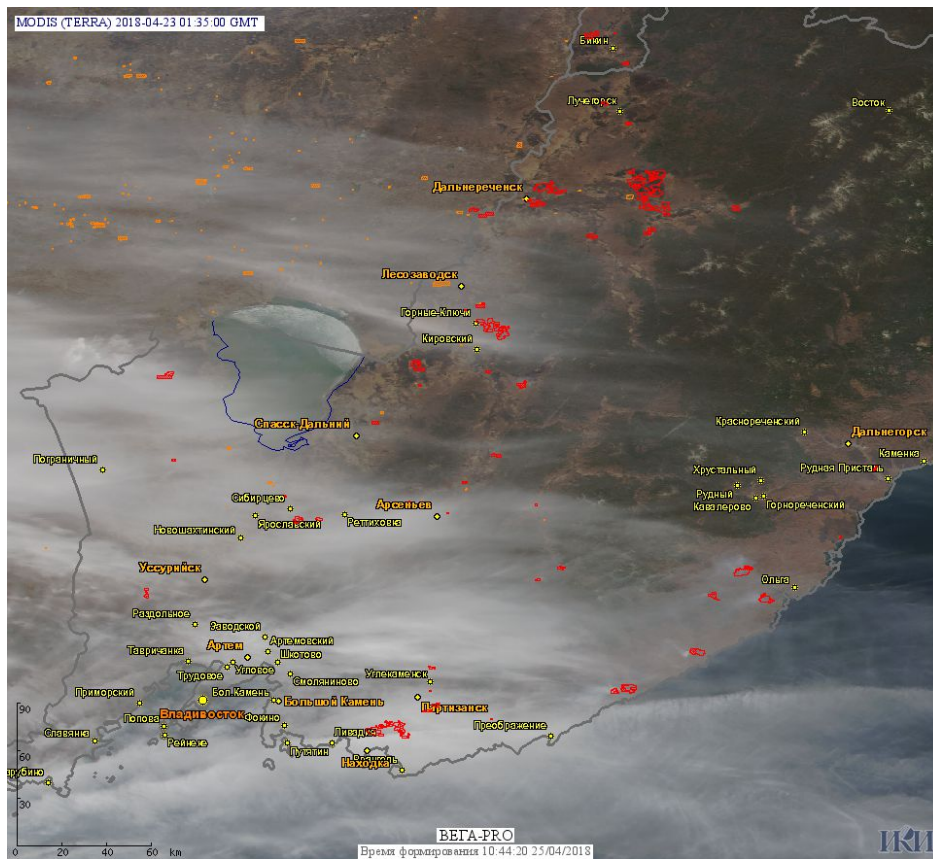 MODIS (TERRA) 2018-04-23 01:35:00 GMT
Бикин
Лучегорск
Восток
Дальнереченск
Лесозаводск
Горные-Ключи
Кировский
Спасск-Дальний
Краснореченский
Дальнегорск
Каменка
Пограничный
Хрустальный
Рудная Пристань
Сибирцево
Арсеньев
Рудный
Кавалерово
Горнореченский
Ярославский
Реттиховка
Новошахтинский
Уссурийск
Ольга
Раздольное
Заводской
Артемовский
Артем
Тавричанка
Шкотово
Угловое
Трудовое
Смоляниново
Углекаменск
Приморский
Бол.Камень
Большой Камень
Партизанск
90
Попова
Владивосток
Фокино
Преображение
Славянка
Рейнеке
Ливадия
Путятин
60
Врангель
Находка
арубино
30
0
20
40
60
km
ВЕГА-PRO
Время формирования 10:44:20 25/04/2018
ИКИ